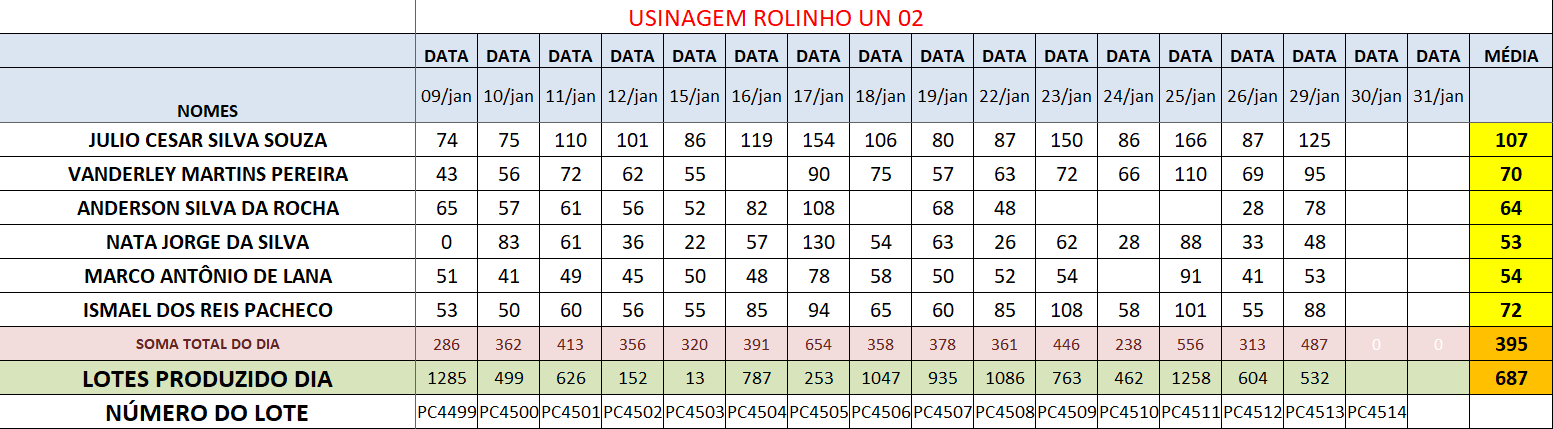 USINAGEM ROLINHO UN 02
DATA DATA DATA DATA DATA DATA DATA DATA DATA DATA DATA DATA DATA DATA DATA DATA DATA MÉDIA
NOMES 09/jan 10/jan 11/jan 12/jan 15/jan 16/jan 17/jan 18/jan 19/jan 22/jan 23/jan 24/jan 25/jan 26/jan 29/jan 30/jan 31/jan
JULIO CESAR SILVA SOUZA 74 75 110 101 86 119 154 106 80 87 150 86 166 87 125 107
VANDERLEY MARTINS PEREIRA 43 56 72 62 55 90 75 57 63 72 66 110 69 95 70
ANDERSON SILVA DA ROCHA 65 57 61 56 52 82 108 68 48 28 78 64
NATA JORGE DA SILVA 0 83 61 36 22 57 130 54 63 26 62 28 88 33 48 53
MARCO ANTÔNIO DE LANA 51 41 49 45 50 48 78 58 50 52 54 91 41 53 54
ISMAEL DOS REIS PACHECO 53 50 60 56 55 85 94 65 60 85 108 58 101 55 88 72
SOMA TOTAL DO DIA 286 362 413 356 320 391 654 358 378 361 446 238 556 313 487 0 0 395
LOTES PRODUZIDO DIA 1285 499 626 152 13 787 253 1047 935 1086 763 462 1258 604 532 687
NÚMERO DO LOTE PC4499 PC4500 PC4501 PC4502 PC4503 PC4504 PC4505 PC4506 PC4507 PC4508 PC4509 PC4510 PC4511 PC4512 PC4513 PC4514